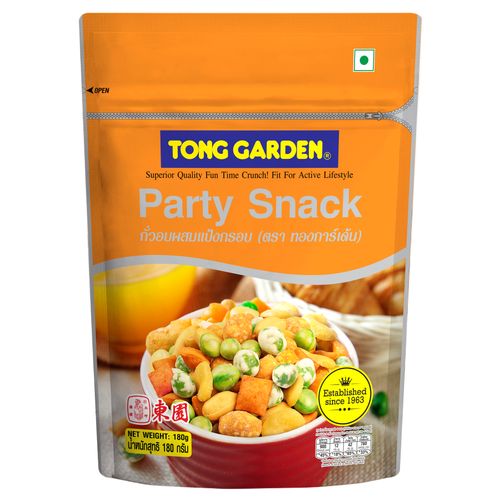 OPEN
TONG GARDEN®
Superior Quality Fun Time Crunch! Fit For Active Lifestyle
Party Snack
ถั่วอบผสมแป้งกรอบ (ตรา ทองการ์เด้น)
Established
since 1963
東園
NET WEIGHT: 180g
น้ำหนักสุทธิ 180 กรัม